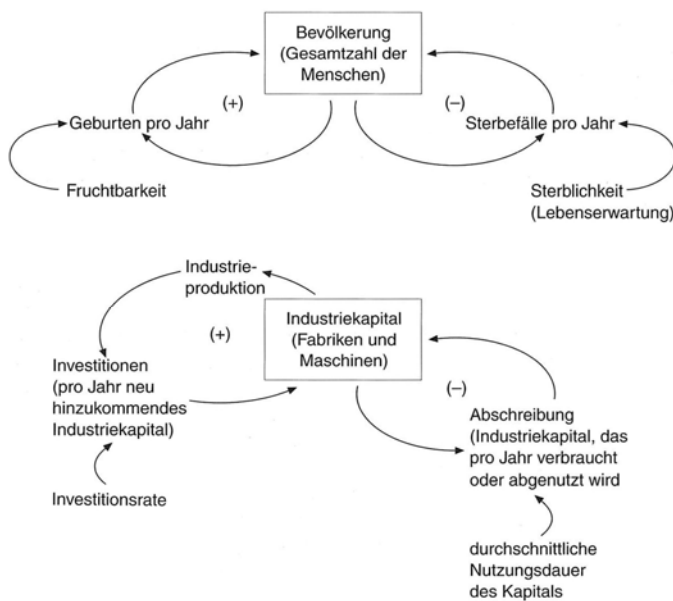 Bevölkerung
(Gesamtzahl der
Menschen)
(+)
(–)
Geburten pro Jahr
Sterbefälle pro Jahr
Fruchtbarkeit
Sterblichkeit
(Lebenserwartung)
Industrie-
produktion
(+)
Industriekapital
(Fabriken und
Maschinen)
Investitionen
(pro Jahr neu
hinzukommendes
Industriekapital)
(–)
Abschreibung
(Industriekapital, das
pro Jahr verbraucht
oder abgenutzt wird
Investitionsrate
durchschnittliche
Nutzungsdauer
des Kapitals